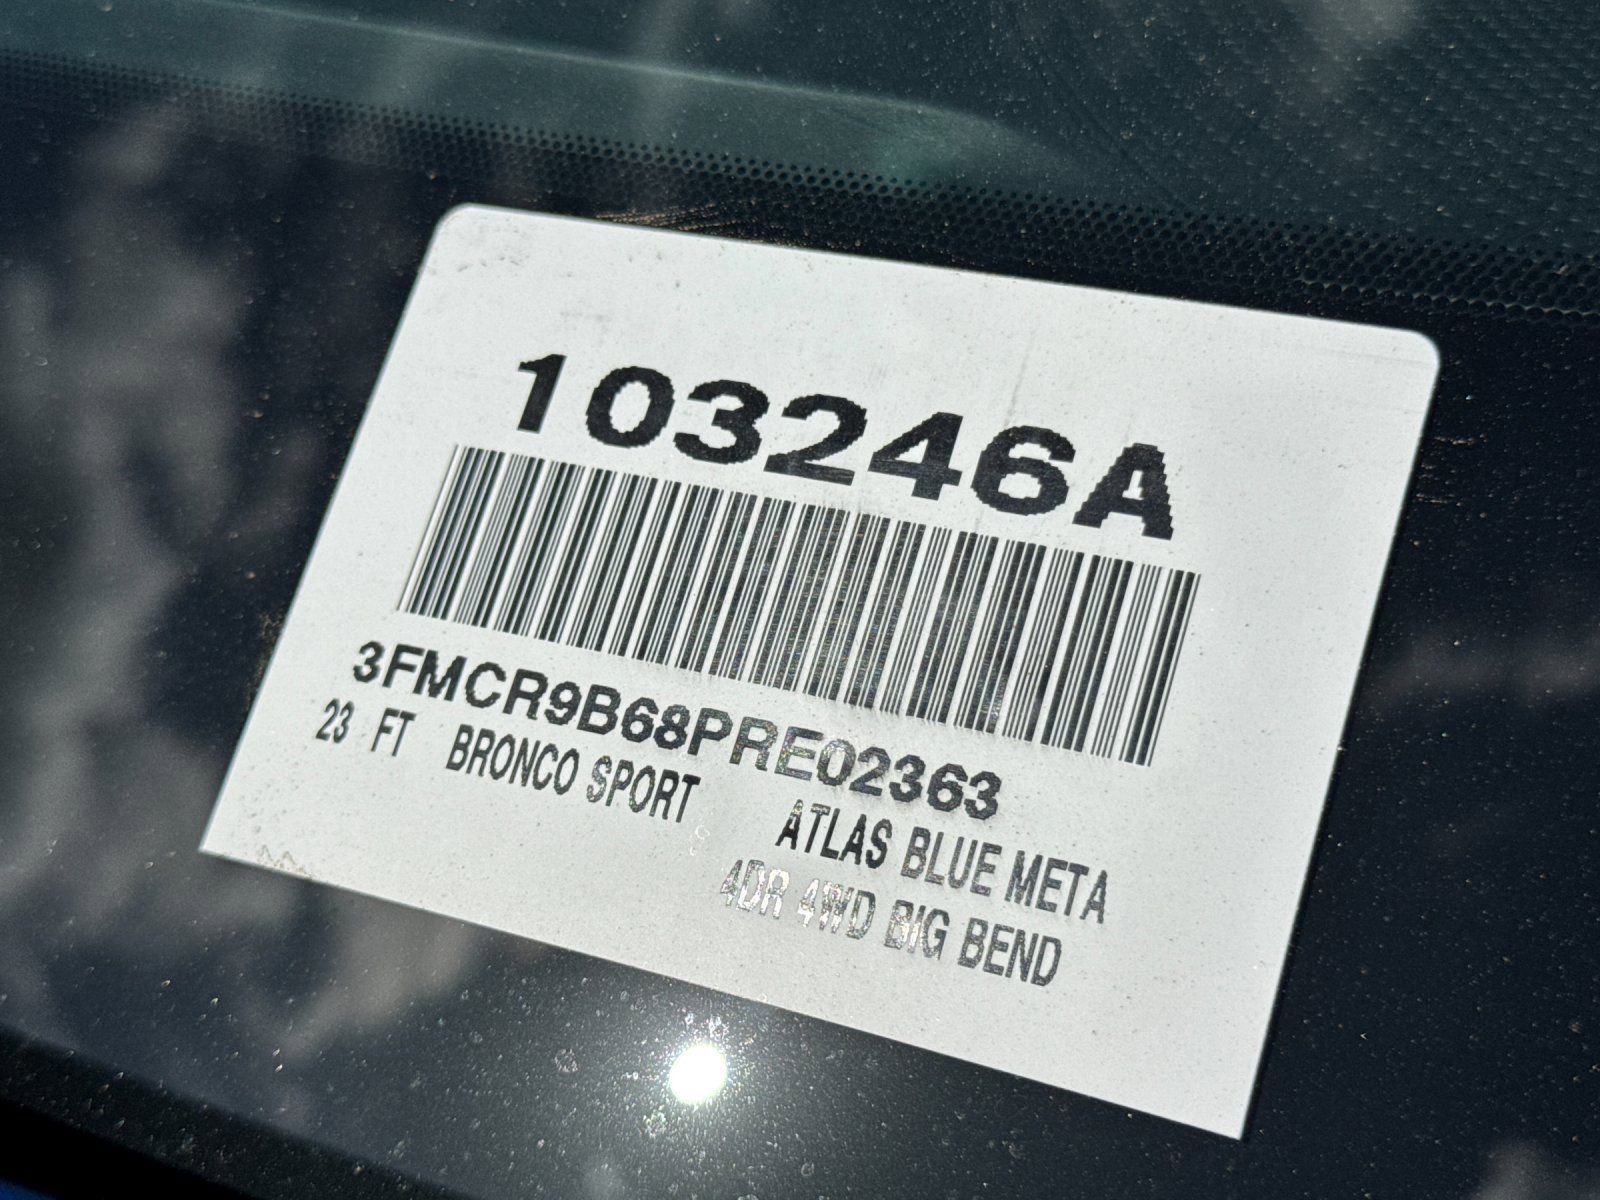 103246A
3FMCR9B68PRE02363
23 FT BRONCO SPORT ATLAS BLUE META
4DR 4WD BIG BEND